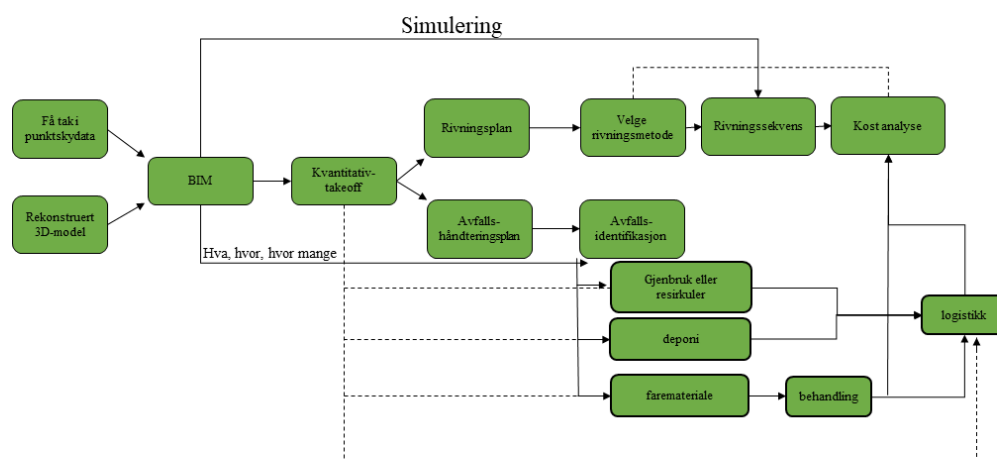 Simulering
Få tak i
punktskydata
Rekonstruert
3D-model
BIM
Kvantitativ-
takeoff
Rivningsplan
Velge
rivningsmetode
Rivningssekvens
Kost analyse
Avfalls-
håndteringsplan
Avfalls-
identifikasjon
Hva, hvor, hvor mange
Gjenbruk eller
resirkuler
deponi
faremateriale
behandling
logistikk